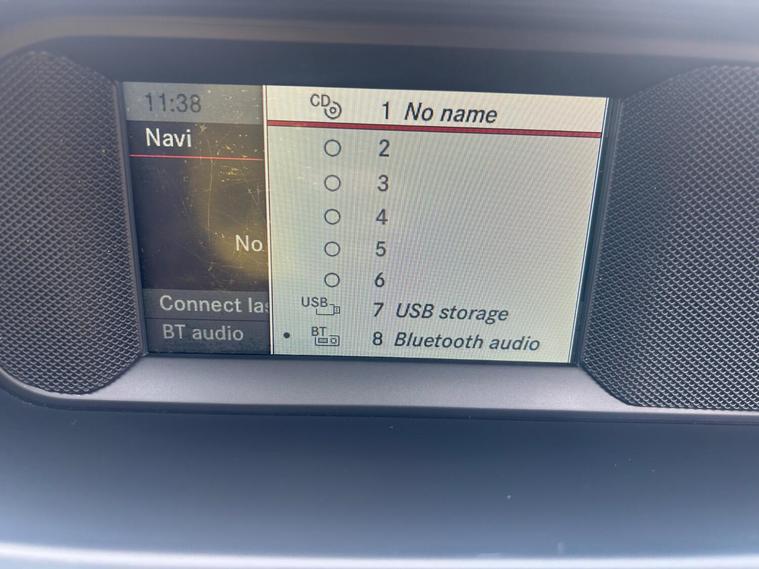 11:38
Navi
No
Connect la
BT audio
CD 1 No name
2
3
4
5
6
USB 7 USB storage
BT 8 Bluetooth audio